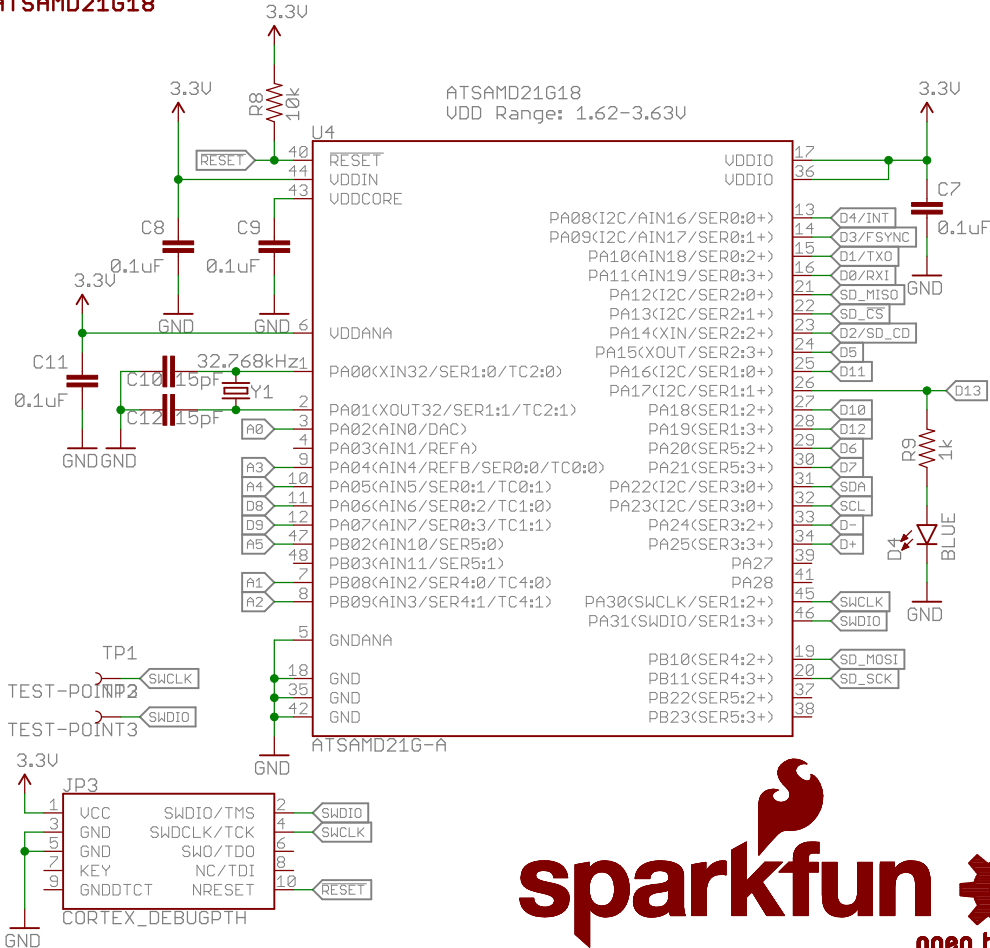 ATSAMD21G18
3.3V
R8
10k
3.3V
ATSAMD21G18
VDD Range: 1.62-3.63V
3.3V
U4
RESET
40
RESET
44
VDDIN
43
VDDCORE
VDDIO
17
VDDIO
36
C7
0.1uF
GND
C8
0.1uF
GND
C9
0.1uF
GND
3.3V
6
VDDANA
C11
0.1uF
GND
GND
C10
15pF
C12
15pF
32.768kHz
Y1
1
PA00(XIN32/SER1:0/TC2:0)
2
PA01(XOUT32/SER1:1/TC2:1)
A0
3
PA02(AIN0/DAC)
4
PA03(AIN1/REFA)
A3
9
PA04(AIN4/REFB/SER0:0/TC0:0)
A4
10
PA05(AIN5/SER0:1/TC0:1)
D8
11
PA06(AIN6/SER0:2/TC1:0)
D9
12
PA07(AIN7/SER0:3/TC1:1)
A5
47
PB02(AIN10/SER5:0)
48
PB03(AIN11/SER5:1)
A1
7
PB08(AIN2/SER4:0/TC4:0)
A2
8
PB09(AIN3/SER4:1/TC4:1)
5
GNDANA
18
GND
35
GND
42
GND
GND
ATSAMD21G-A
PA08(I2C/AIN16/SER0:0+)
13
D4/INT
PA09(I2C/AIN17/SER0:1+)
14
D3/FSYNC
PA10(AIN18/SER0:2+)
15
D1/TXO
PA11(AIN19/SER0:3+)
16
D0/RXI
PA12(I2C/SER2:0+)
21
SD_MISO
PA13(I2C/SER2:1+)
22
SD_CS
PA14(XIN/SER2:2+)
23
D2/SD_CD
PA15(XOUT/SER2:3+)
24
D5
PA16(I2C/SER1:0+)
25
D11
PA17(I2C/SER1:1+)
26
D13
PA18(SER1:2+)
27
D10
PA19(SER1:3+)
28
D12
PA20(SER5:2+)
29
D6
PA21(SER5:3+)
30
D7
PA22(I2C/SER3:0+)
31
SDA
PA23(I2C/SER3:0+)
32
SCL
PA24(SER3:2+)
33
D-
PA25(SER3:3+)
34
D+
PA27
39
PA28
41
PA30(SWCLK/SER1:2+)
45
SWCLK
PA31(SWDIO/SER1:3+)
46
SWDIO
PB10(SER4:2+)
19
SD_MOSI
PB11(SER4:3+)
20
SD_SCK
PB22(SER5:2+)
37
PB23(SER5:3+)
38
R9
1k
D4
BLUE
GND
TP1
SWCLK
TEST-POINT3
TP2
SWDIO
TEST-POINT3
3.3V
JP3
1
VCC
SWDIO/TMS
2
SWDIO
3
GND
SWDCLK/TCK
4
SWCLK
5
GND
SWO/TDO
6
7
KEY
NC/TDI
8
9
GNDDTCT
NRESET
10
RESET
CORTEX_DEBUGPTH
GND
sparkfun
open